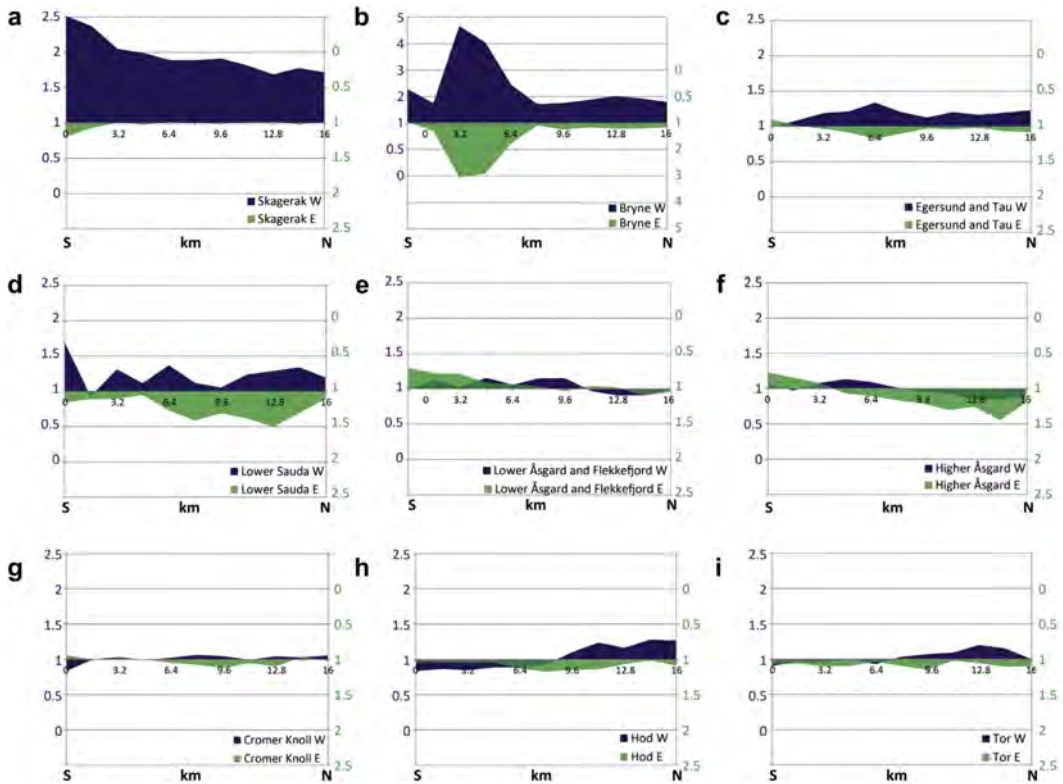 a
2.5
2
1.5
1
0.5
0
0
0.5
1
1.5
2
2.5
0 3.2 6.4 9.6 12.8 16
Skagerak W
Skagerak E
S km N
b
5
4
3
2
1
0
0
0.5
1
2
3
4
5
0 3.2 6.4 9.6 12.8 16
Bryne W
Bryne E
S km N
c
2.5
2
1.5
1
0.5
0
0
0.5
1
1.5
2
2.5
0 3.2 6.4 9.6 12.8 16
Egersund and Tau W
Egersund and Tau E
S km N
d
2.5
2
1.5
1
0.5
0
0
0.5
1
1.5
2
2.5
0 3.2 6.4 9.6 12.8 16
Lower Sauda W
Lower Sauda E
S km N
e
2.5
2
1.5
1
0.5
0
0
0.5
1
1.5
2
2.5
0 3.2 6.4 9.6 12.8 16
Lower Åsgard and Flekkefjord W
Lower Åsgard and Flekkefjord E
S km N
f
2.5
2
1.5
1
0.5
0
0
0.5
1
1.5
2
2.5
0 3.2 6.4 9.6 12.8 16
Higher Åsgard W
Higher Åsgard E
S km N
g
2.5
2
1.5
1
0.5
0
0
0.5
1
1.5
2
2.5
0 3.2 6.4 9.6 12.8 16
Cromer Knoll W
Cromer Knoll E
S km N
h
2.5
2
1.5
1
0.5
0
0
0.5
1
1.5
2
2.5
0 3.2 6.4 9.6 12.8 16
Hod W
Hod E
S km N
i
2.5
2
1.5
1
0.5
0
0
0.5
1
1.5
2
2.5
0 3.2 6.4 9.6 12.8 16
Tor W
Tor E
S km N